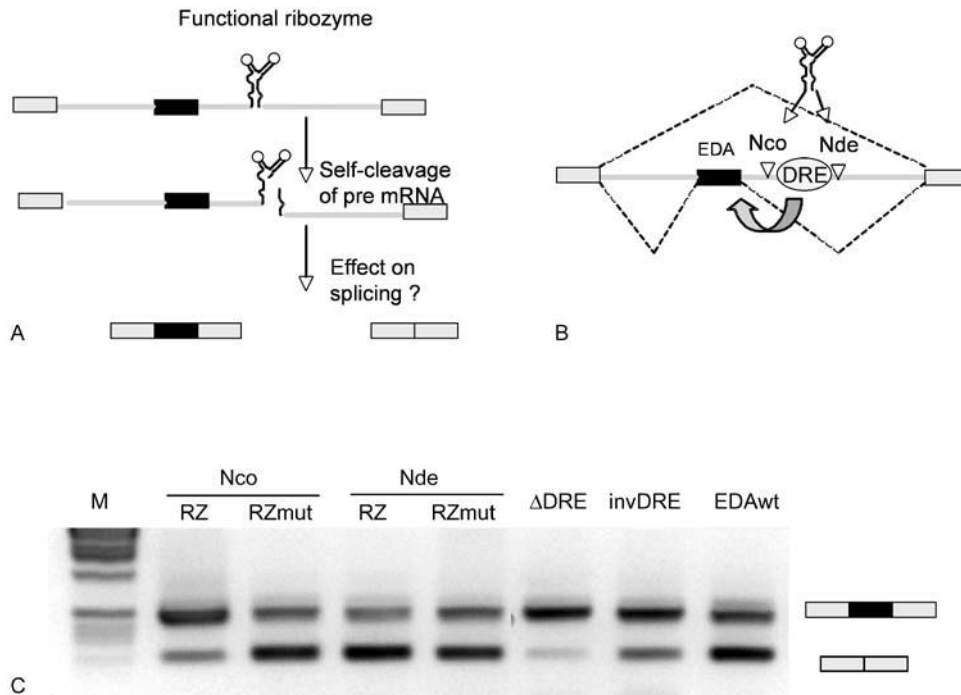 Functional ribozyme
Self-cleavage
of pre mRNA
Effect on
splicing ?
A
EDA
Nco
Nde
DRE
B
Nco
Nde
M
RZ
RZmut
RZ
RZmut
ΔDRE
invDRE
EDAwt
C